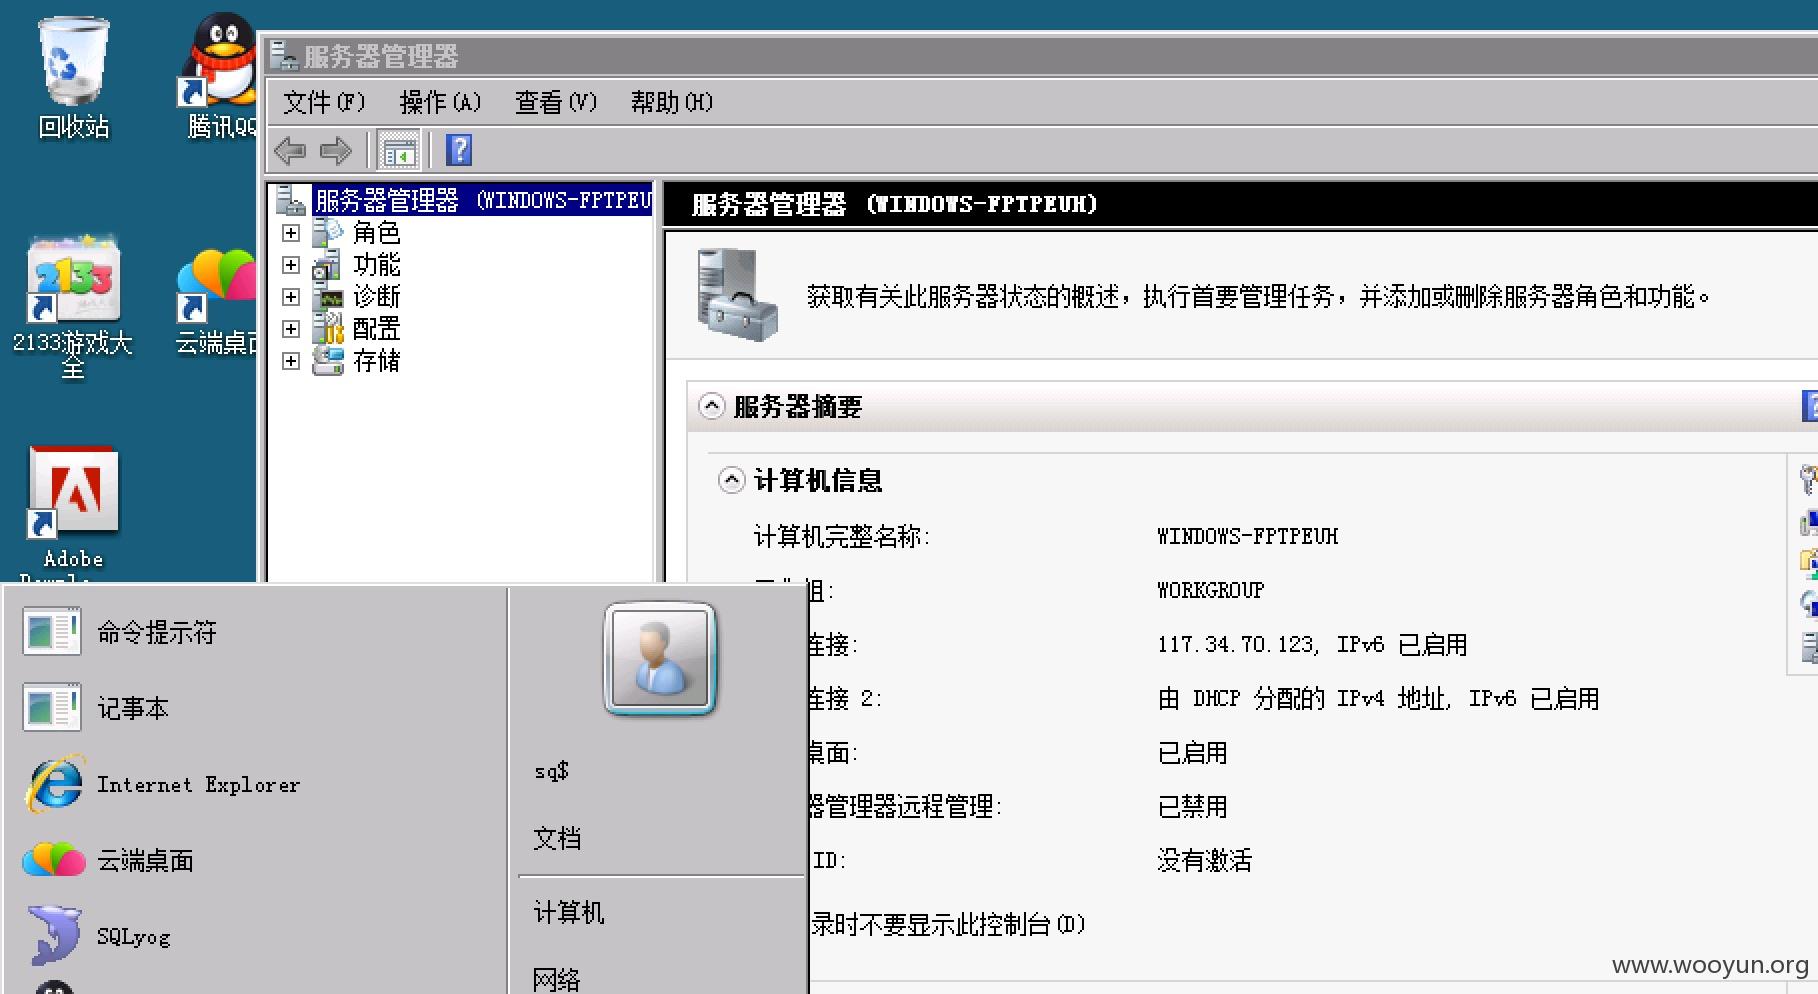 回收站
腾讯QQ
2133游戏大
全
云端桌面
Adobe
服务器管理器
文件(F) 操作(A) 查看(V) 帮助(H)
服务器管理器 (WINDOWS-FPTPEU
角色
功能
诊断
配置
存储
服务器管理器 (WINDOWS-FPTPEUH)
获取有关此服务器状态的概述，执行首要管理任务，并添加或删除服务器角色和功能。
服务器摘要
计算机信息
计算机完整名称: WINDOWS-FPTPEUH
组: WORKGROUP
连接: 117.34.70.123, IPv6 已启用
连接 2: 由 DHCP 分配的 IPv4 地址, IPv6 已启用
桌面: 已启用
器管理器远程管理: 已禁用
ID: 没有激活
录时不要显示此控制台(D)
命令提示符
记事本
Internet Explorer
云端桌面
SQLyog
sq$
文档
计算机
网络
www.wooyun.org